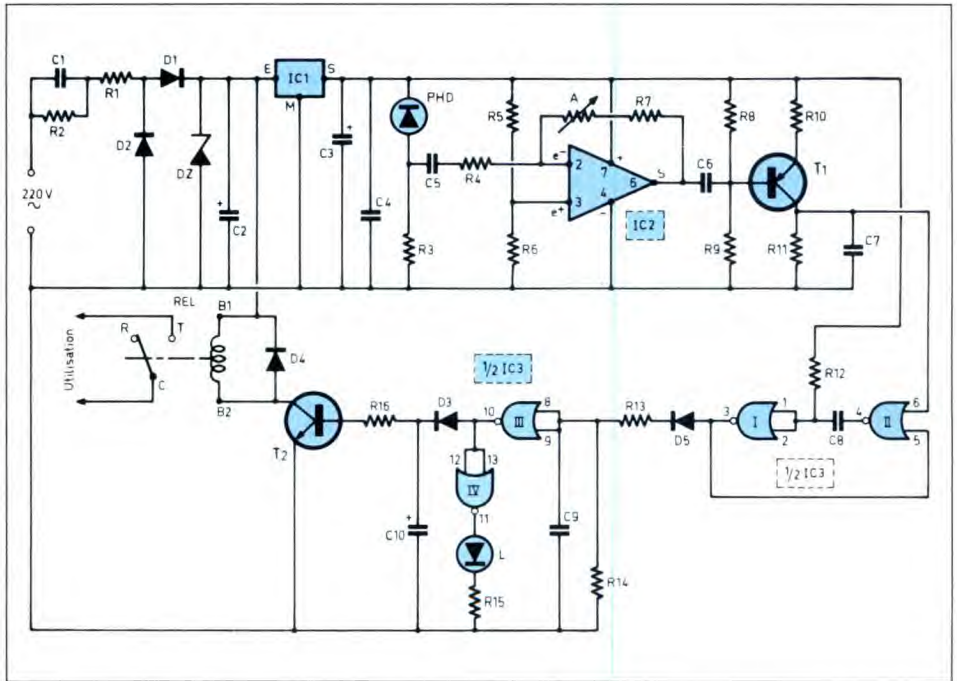 C1
R1
D1
E
IC1
S
M
R2
D2
DZ
C2
+
C3
+
C4
PHD
C5
R4
R3
R5
R6
A
R7
e-
2
3
e+
7
+
4
-
6
S
IC2
C6
R8
R9
R10
T1
R11
C7
220 V
~
REL
B1
R
T
C
Utilisation
D4
B2
T2
R16
D3
1/2 IC3
10
III
8
9
12
13
IV
11
C10
+
L
R15
C9
R14
R13
D5
3
I
1
2
R12
C8
4
II
6
5
1/2 IC3